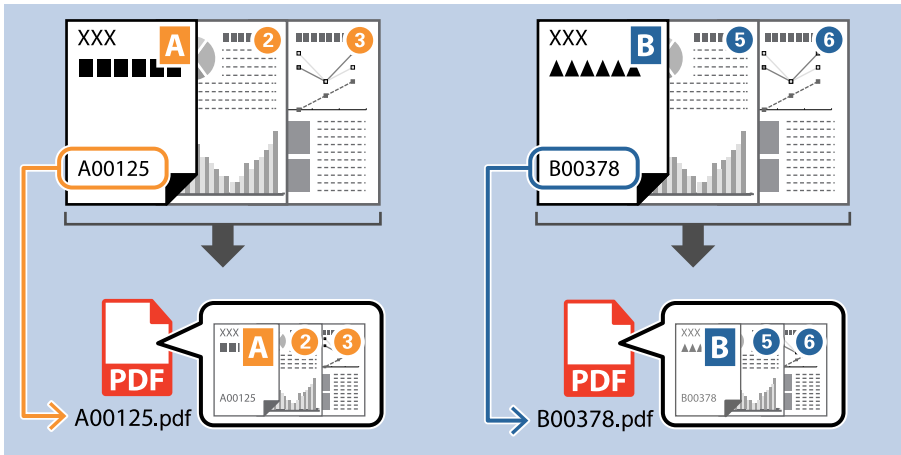 XXX
A
2
3
A00125
XXX
B
5
6
B00378
PDF
XXX
A
2
3
A00125
A00125.pdf
PDF
XXX
B
5
6
B00378
B00378.pdf